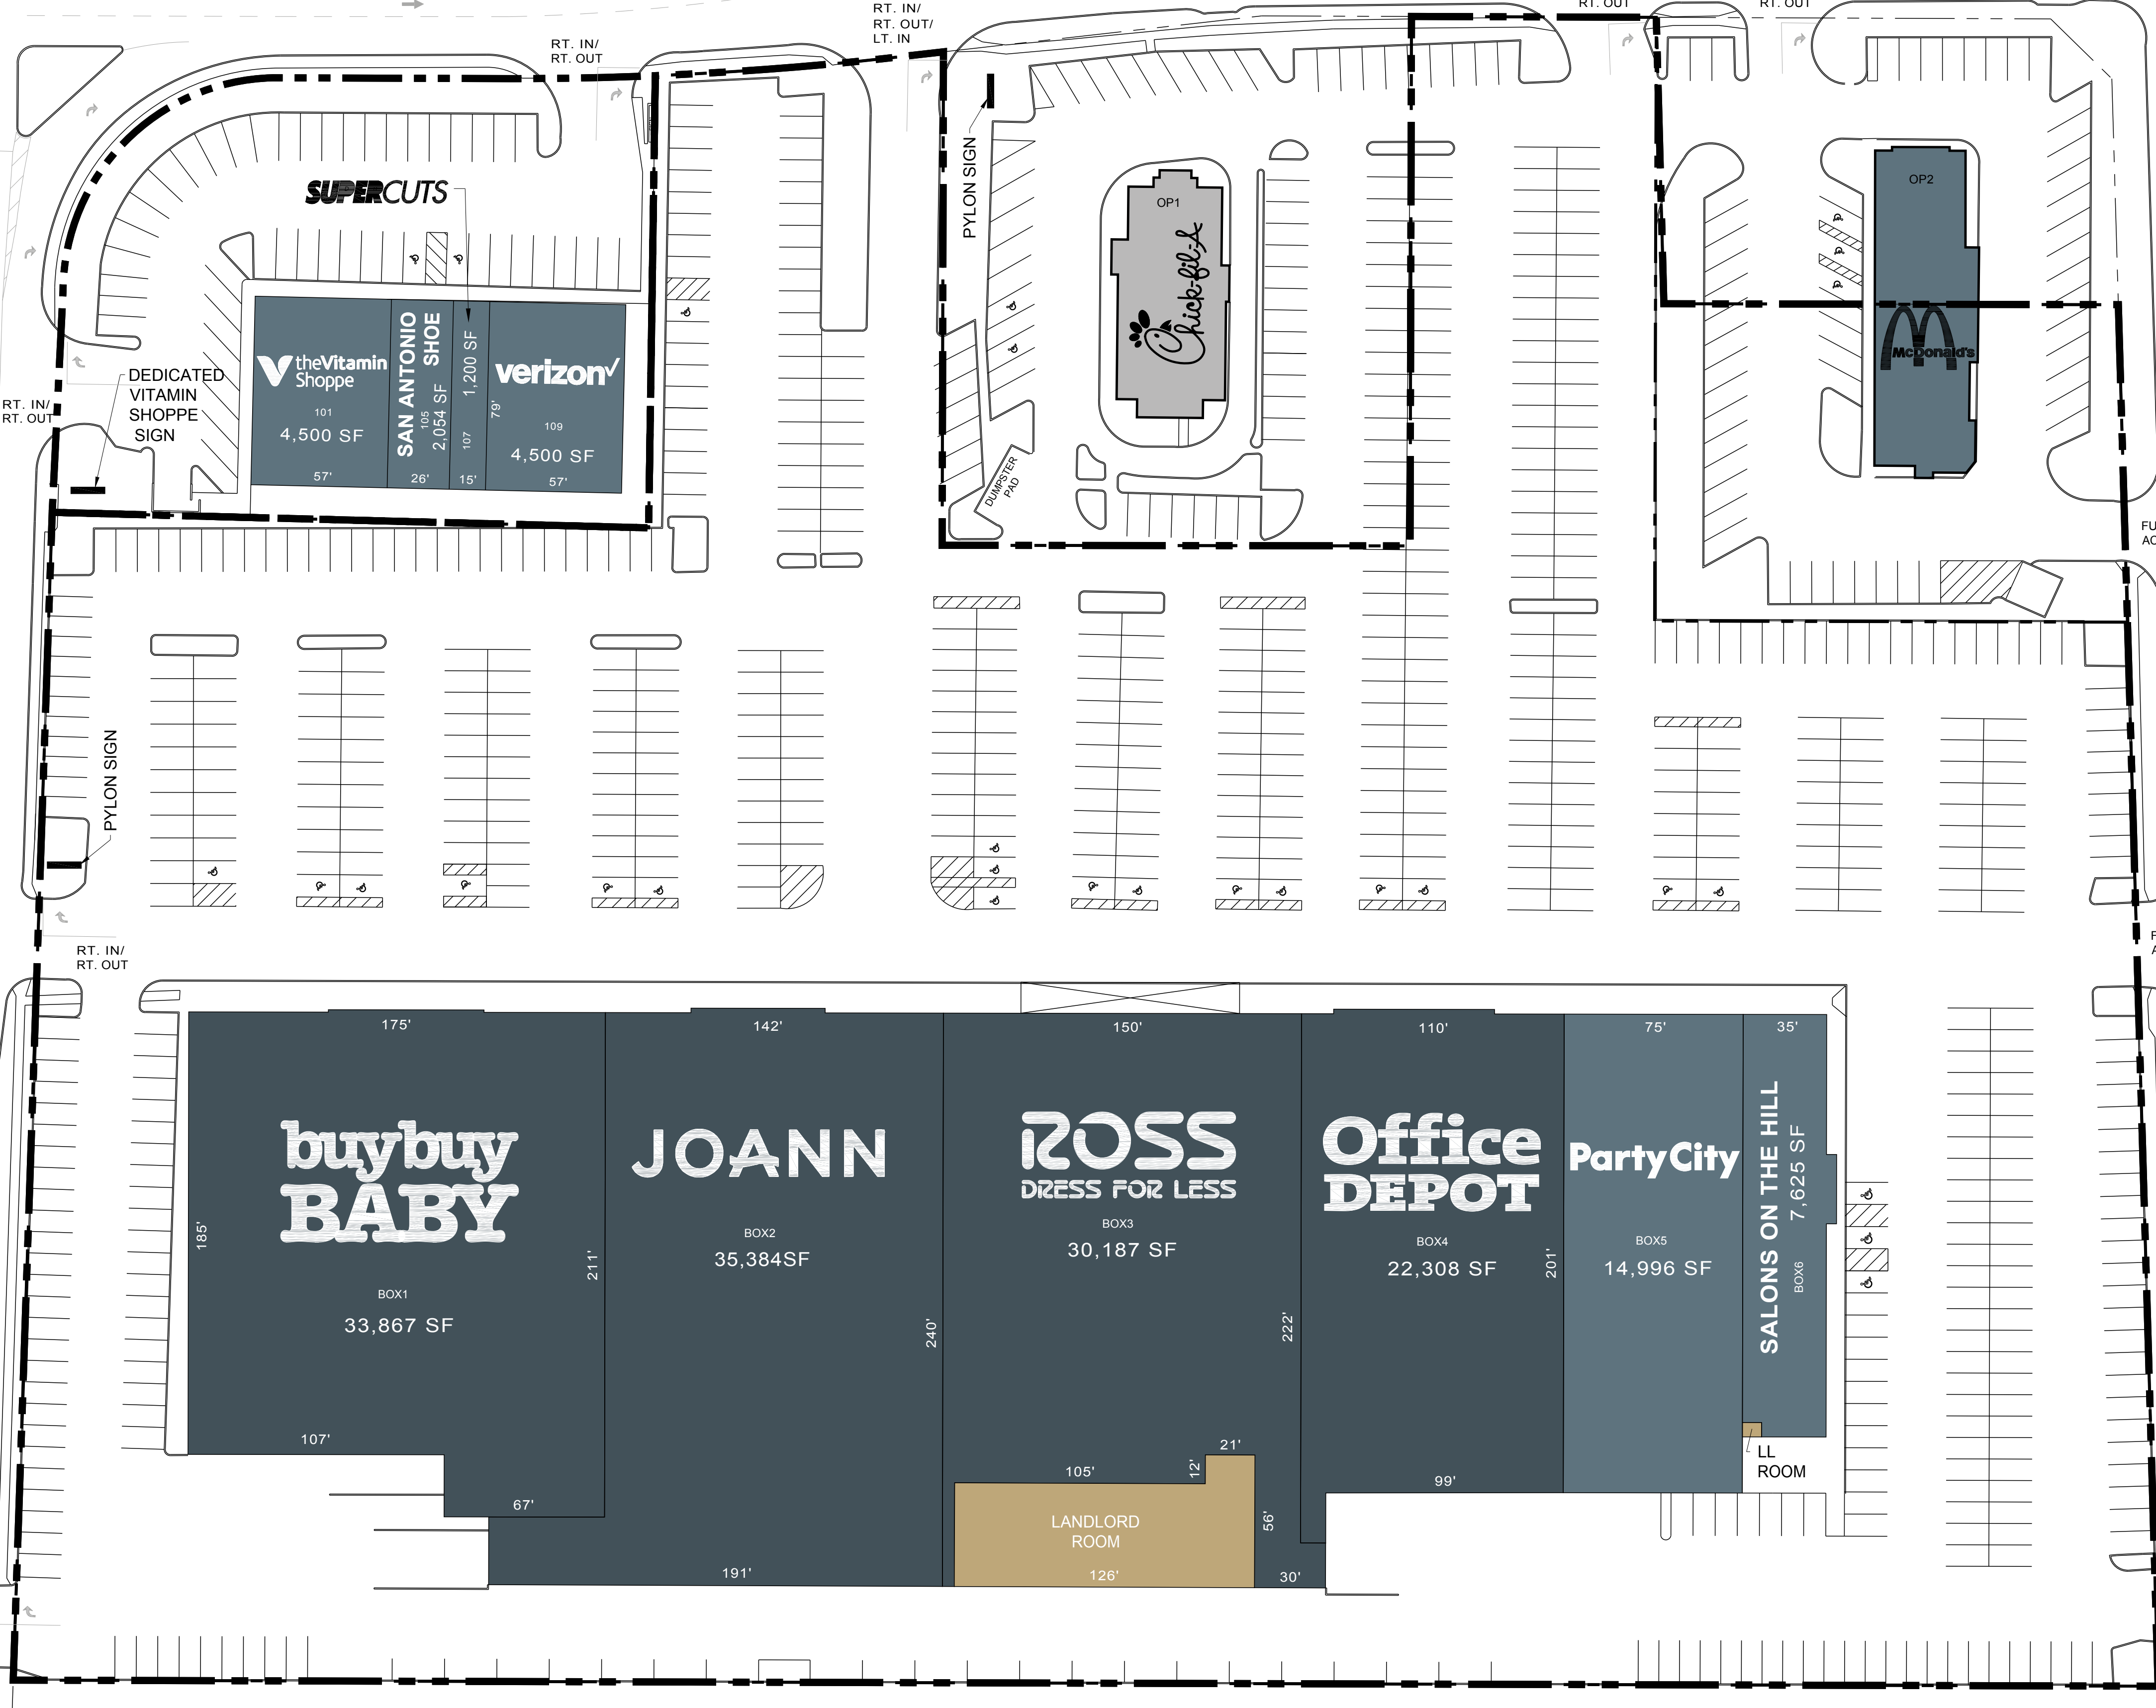 RT. IN/
RT. OUT/
LT. IN
RT. OUT
RT. OUT
RT. IN/
RT. OUT
SUPERCUTS
PYLON SIGN
OP1
Chick-fil-A
OP2
McDonald's
theVitamin
Shoppe
101
4,500 SF
57'
SAN ANTONIO
SHOE
105
2,054 SF
26'
1,200 SF
107
15'
79'
verizon
109
4,500 SF
57'
DEDICATED
VITAMIN
SHOPPE
SIGN
RT. IN/
RT. OUT
DUMPSTER
PAD
PYLON SIGN
RT. IN/
RT. OUT
175'
buybuy
BABY
185'
211'
BOX1
33,867 SF
107'
67'
142'
JOANN
BOX2
35,384SF
240'
191'
150'
ROSS
DRESS FOR LESS
BOX3
30,187 SF
222'
21'
105'
12'
56'
LANDLORD
ROOM
126'
30'
110'
Office
DEPOT
BOX4
22,308 SF
201'
99'
75'
PartyCity
BOX5
14,996 SF
35'
SALONS ON THE HILL
7,625 SF
BOX6
LL
ROOM